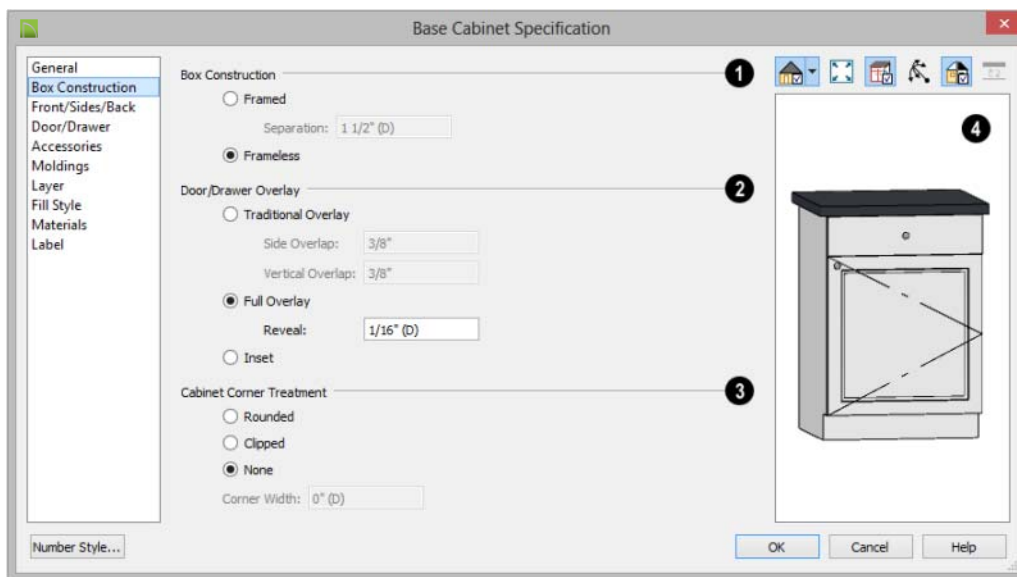 Base Cabinet Specification
General
Box Construction
Front/Sides/Back
Door/Drawer
Accessories
Moldings
Layer
Fill Style
Materials
Label
Box Construction
1
Framed
Separation: 1 1/2" (D)
Frameless
Door/Drawer Overlay
2
Traditional Overlay
Side Overlap: 3/8"
Vertical Overlap: 3/8"
Full Overlay
Reveal: 1/16" (D)
Inset
Cabinet Corner Treatment
3
Rounded
Clipped
None
Corner Width: 0" (D)
4
Number Style...
OK
Cancel
Help